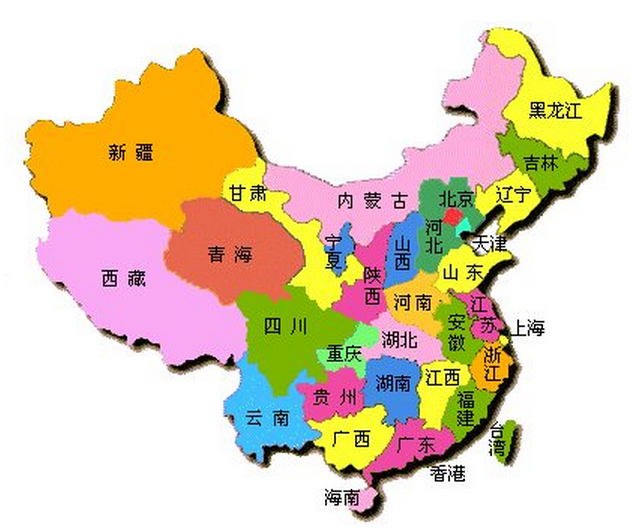 黑龙江
新疆
吉林
甘肃
内蒙古
北京
辽宁
宁夏
山西
河北
天津
青海
西藏
陕西
山东
河南
江苏
四川
安徽
上海
湖北
重庆
浙江
湖南
江西
贵州
福建
云南
广西
广东
台湾
香港
海南